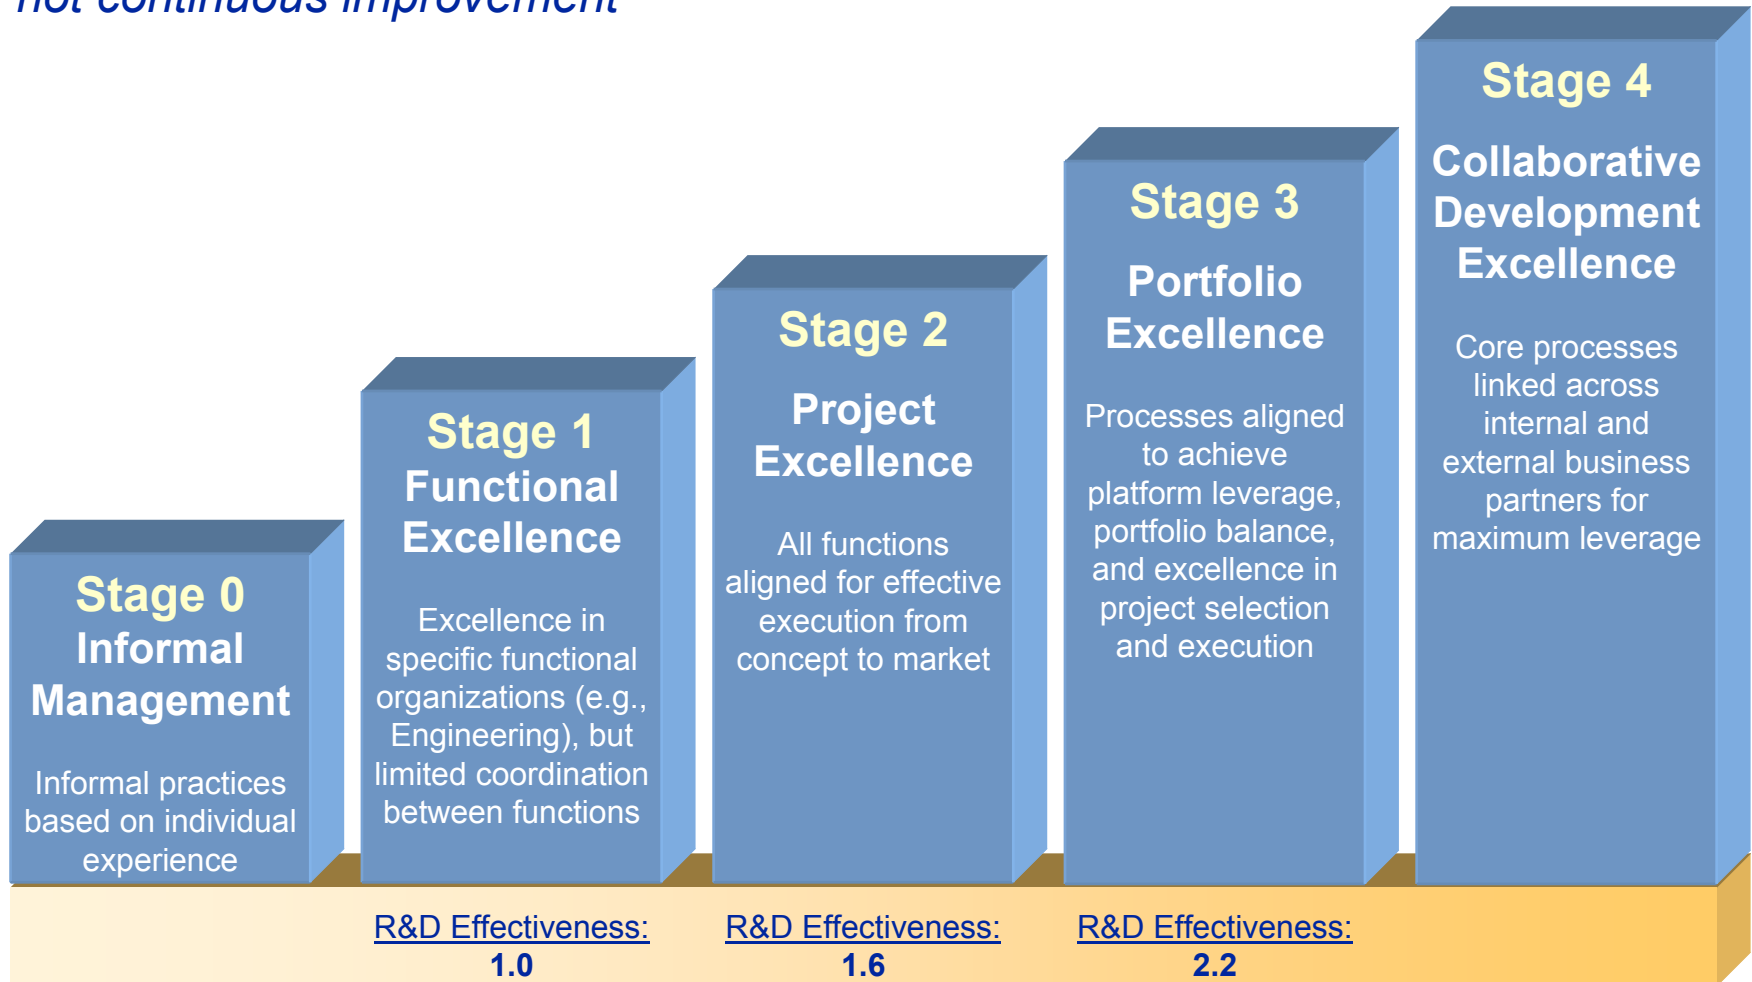 not continuous improvement
Stage 0
Informal
Management
Informal practices
based on individual
experience
Stage 1
Functional
Excellence
Excellence in
specific functional
organizations (e.g.,
Engineering), but
limited coordination
between functions
Stage 2
Project
Excellence
All functions
aligned for effective
execution from
concept to market
Stage 3
Portfolio
Excellence
Processes aligned
to achieve
platform leverage,
portfolio balance,
and excellence in
project selection
and execution
Stage 4
Collaborative
Development
Excellence
Core processes
linked across
internal and
external business
partners for
maximum leverage
R&D Effectiveness:
1.0
R&D Effectiveness:
1.6
R&D Effectiveness:
2.2